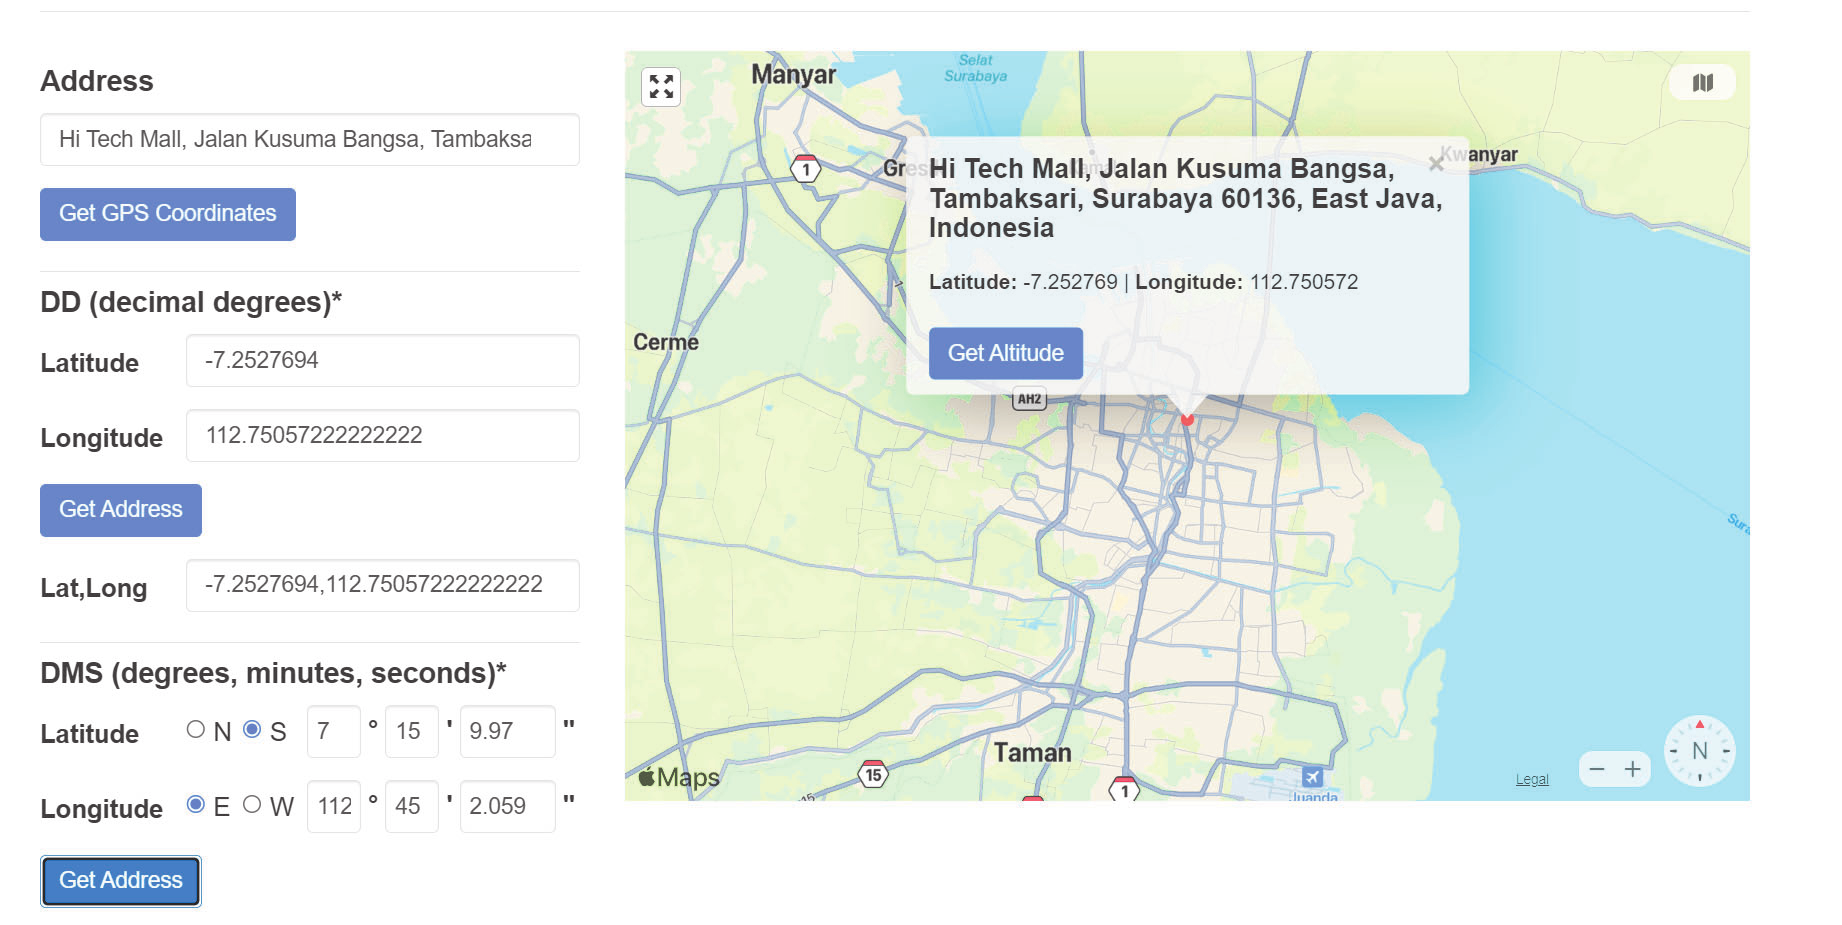 Address
Hi Tech Mall, Jalan Kusuma Bangsa, Tambaksa
Get GPS Coordinates
DD (decimal degrees)*
Latitude
-7.2527694
Longitude
112.75057222222222
Get Address
Lat,Long
-7.2527694,112.75057222222222
DMS (degrees, minutes, seconds)*
Latitude N S 7 ° 15 ' 9.97 "
Longitude E W 112 ° 45 ' 2.059 "
Get Address
Selat
Surabaya
Manyar
1
Gres
Kamal
Kwanyar
Hi Tech Mall, Jalan Kusuma Bangsa,
Tambaksari, Surabaya 60136, East Java,
Indonesia
×
Latitude: -7.252769 | Longitude: 112.750572
Get Altitude
Cerme
AH2
Sura
Taman
15
15
1
Juanda
Maps
Legal
− +
N